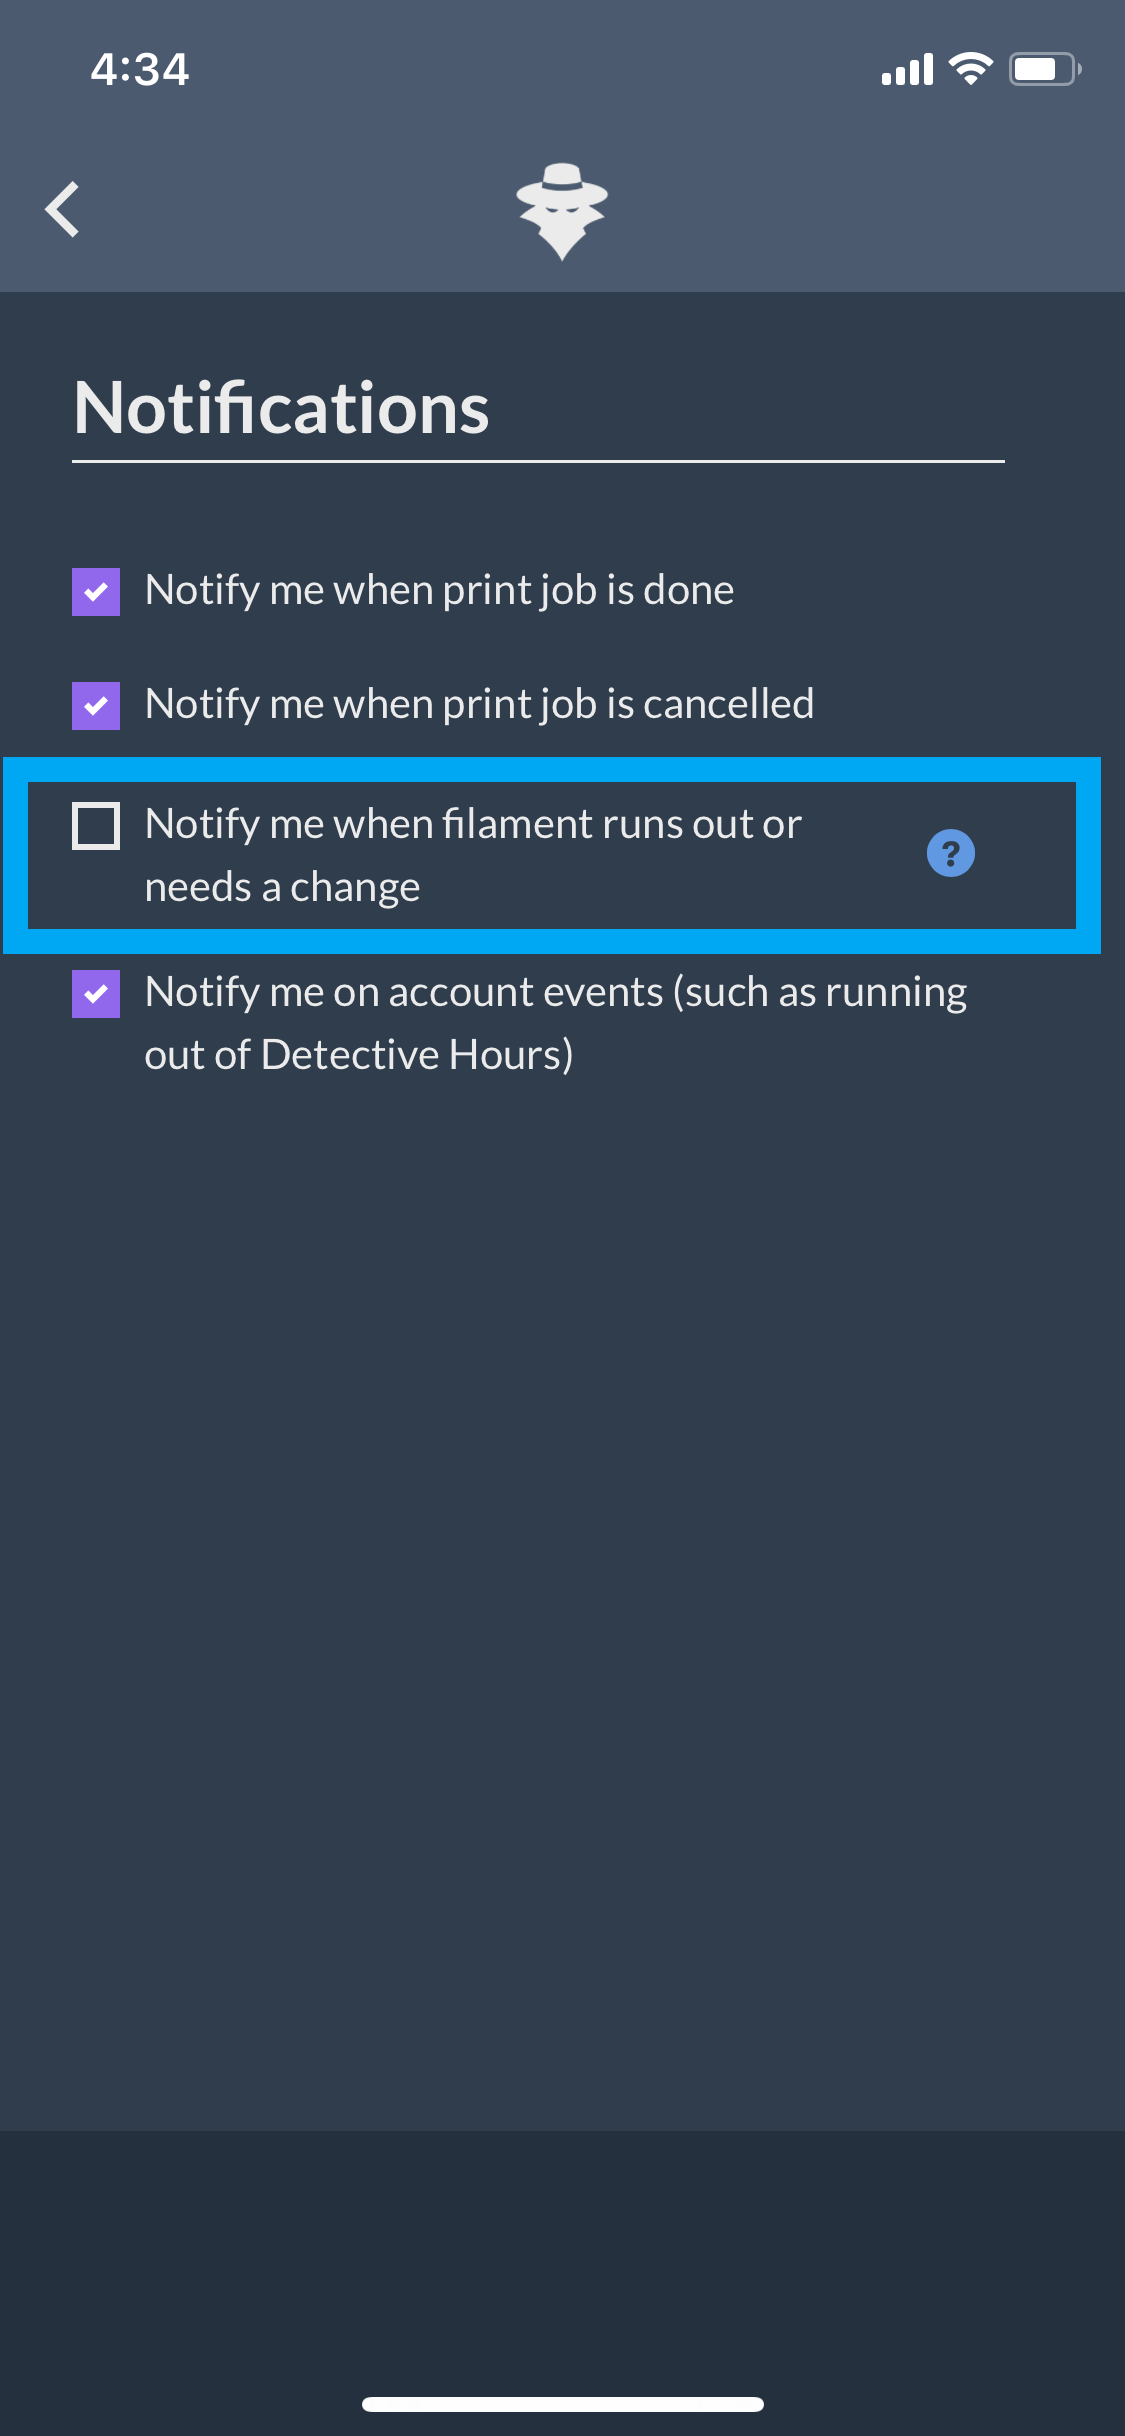 4:34
Notifications
Notify me when print job is done
Notify me when print job is cancelled
Notify me when filament runs out or
needs a change
?
Notify me on account events (such as running
out of Detective Hours)